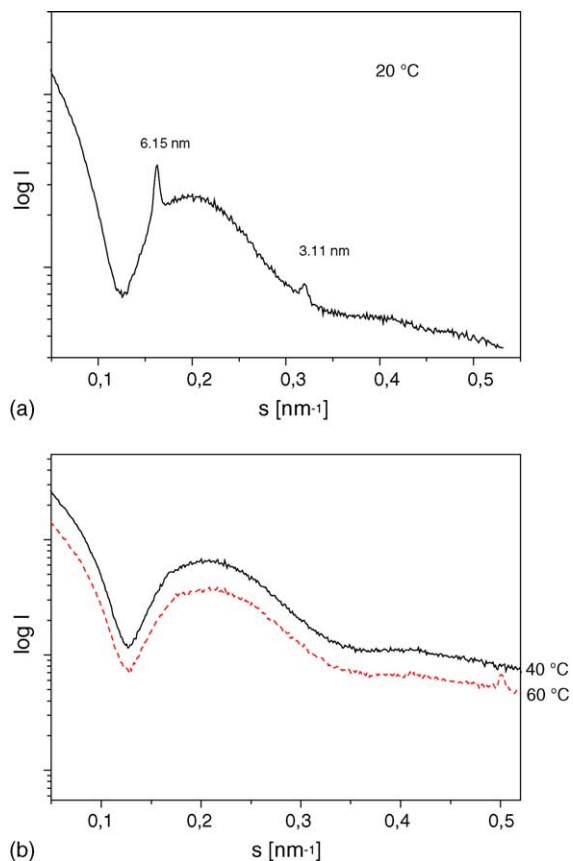 20 °C
6.15 nm
3.11 nm
log I
0,1 0,2 0,3 0,4 0,5
(a) s [nm-1]
log I
40 °C
60 °C
0,1 0,2 0,3 0,4 0,5
(b) s [nm-1]